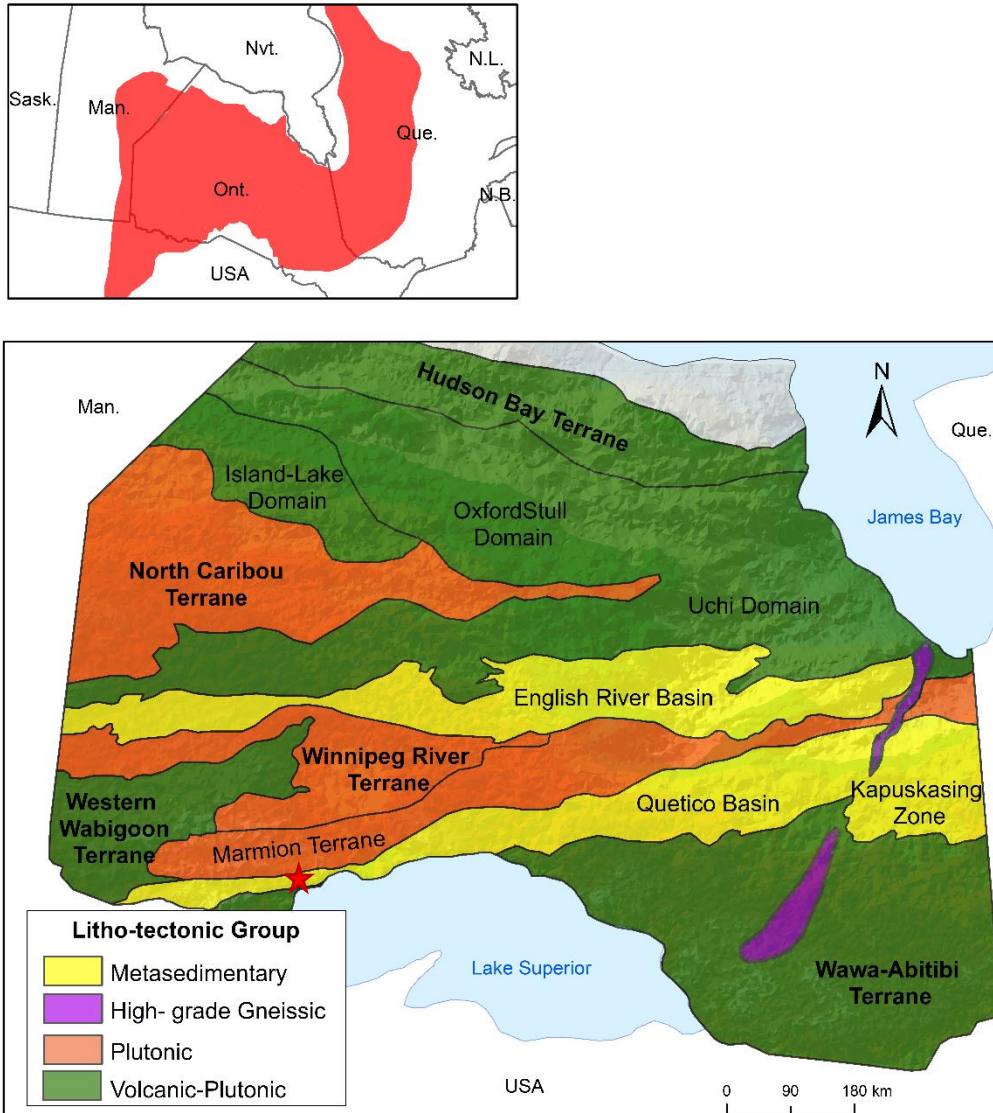 Nvt.
N.L.
Sask.
Man.
Que.
Ont.
N.B.
USA
Man.
Hudson Bay Terrane
N
Que.
Island-Lake
Domain
OxfordStull
Domain
James Bay
North Caribou
Terrane
Uchi Domain
English River Basin
Winnipeg River
Terrane
Western
Wabigoon
Terrane
Quetico Basin
Kapuskasing
Zone
Marmion Terrane
Litho-tectonic Group
Metasedimentary
High- grade Gneissic
Plutonic
Volcanic-Plutonic
Lake Superior
Wawa-Abitibi
Terrane
USA
0 90 180 km